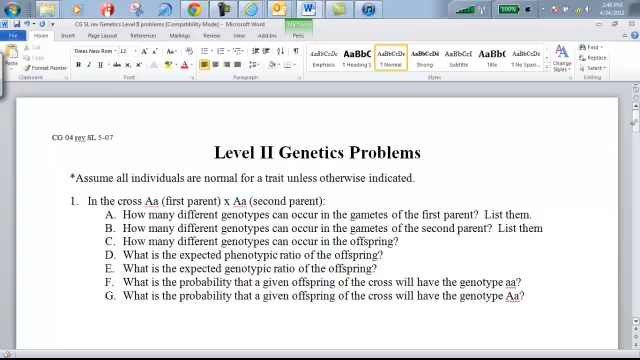 CG SL rev Genetics Level II problems [Compatibility Mode] - Microsoft Word
2:46 PM
4/24/2012
100%
File
Home
Insert
Page Layout
References
Mailings
Review
View
Add-Ins
Pens
Cut
Copy
Paste
Format Painter
Clipboard
Times New Rom
12
Font
Paragraph
AaBbCcDc
Emphasis
AaBbC
¶ Heading 1
AaBbCcDc
¶ Normal
AaBbCcDc
Strong
AaBbCc
Subtitle
AaBbC
¶ Title
AaBbCcDc
¶ No Spac...
Change
Styles
Styles
Find
Replace
Select
Editing
CG 04 rev SL 5-07
Level II Genetics Problems
*Assume all individuals are normal for a trait unless otherwise indicated.
1. In the cross Aa (first parent) x Aa (second parent):
A. How many different genotypes can occur in the gametes of the first parent? List them.
B. How many different genotypes can occur in the gametes of the second parent? List them
C. How many different genotypes can occur in the offspring?
D. What is the expected phenotypic ratio of the offspring?
E. What is the expected genotypic ratio of the offspring?
F. What is the probability that a given offspring of the cross will have the genotype aa?
G. What is the probability that a given offspring of the cross will have the genotype Aa?